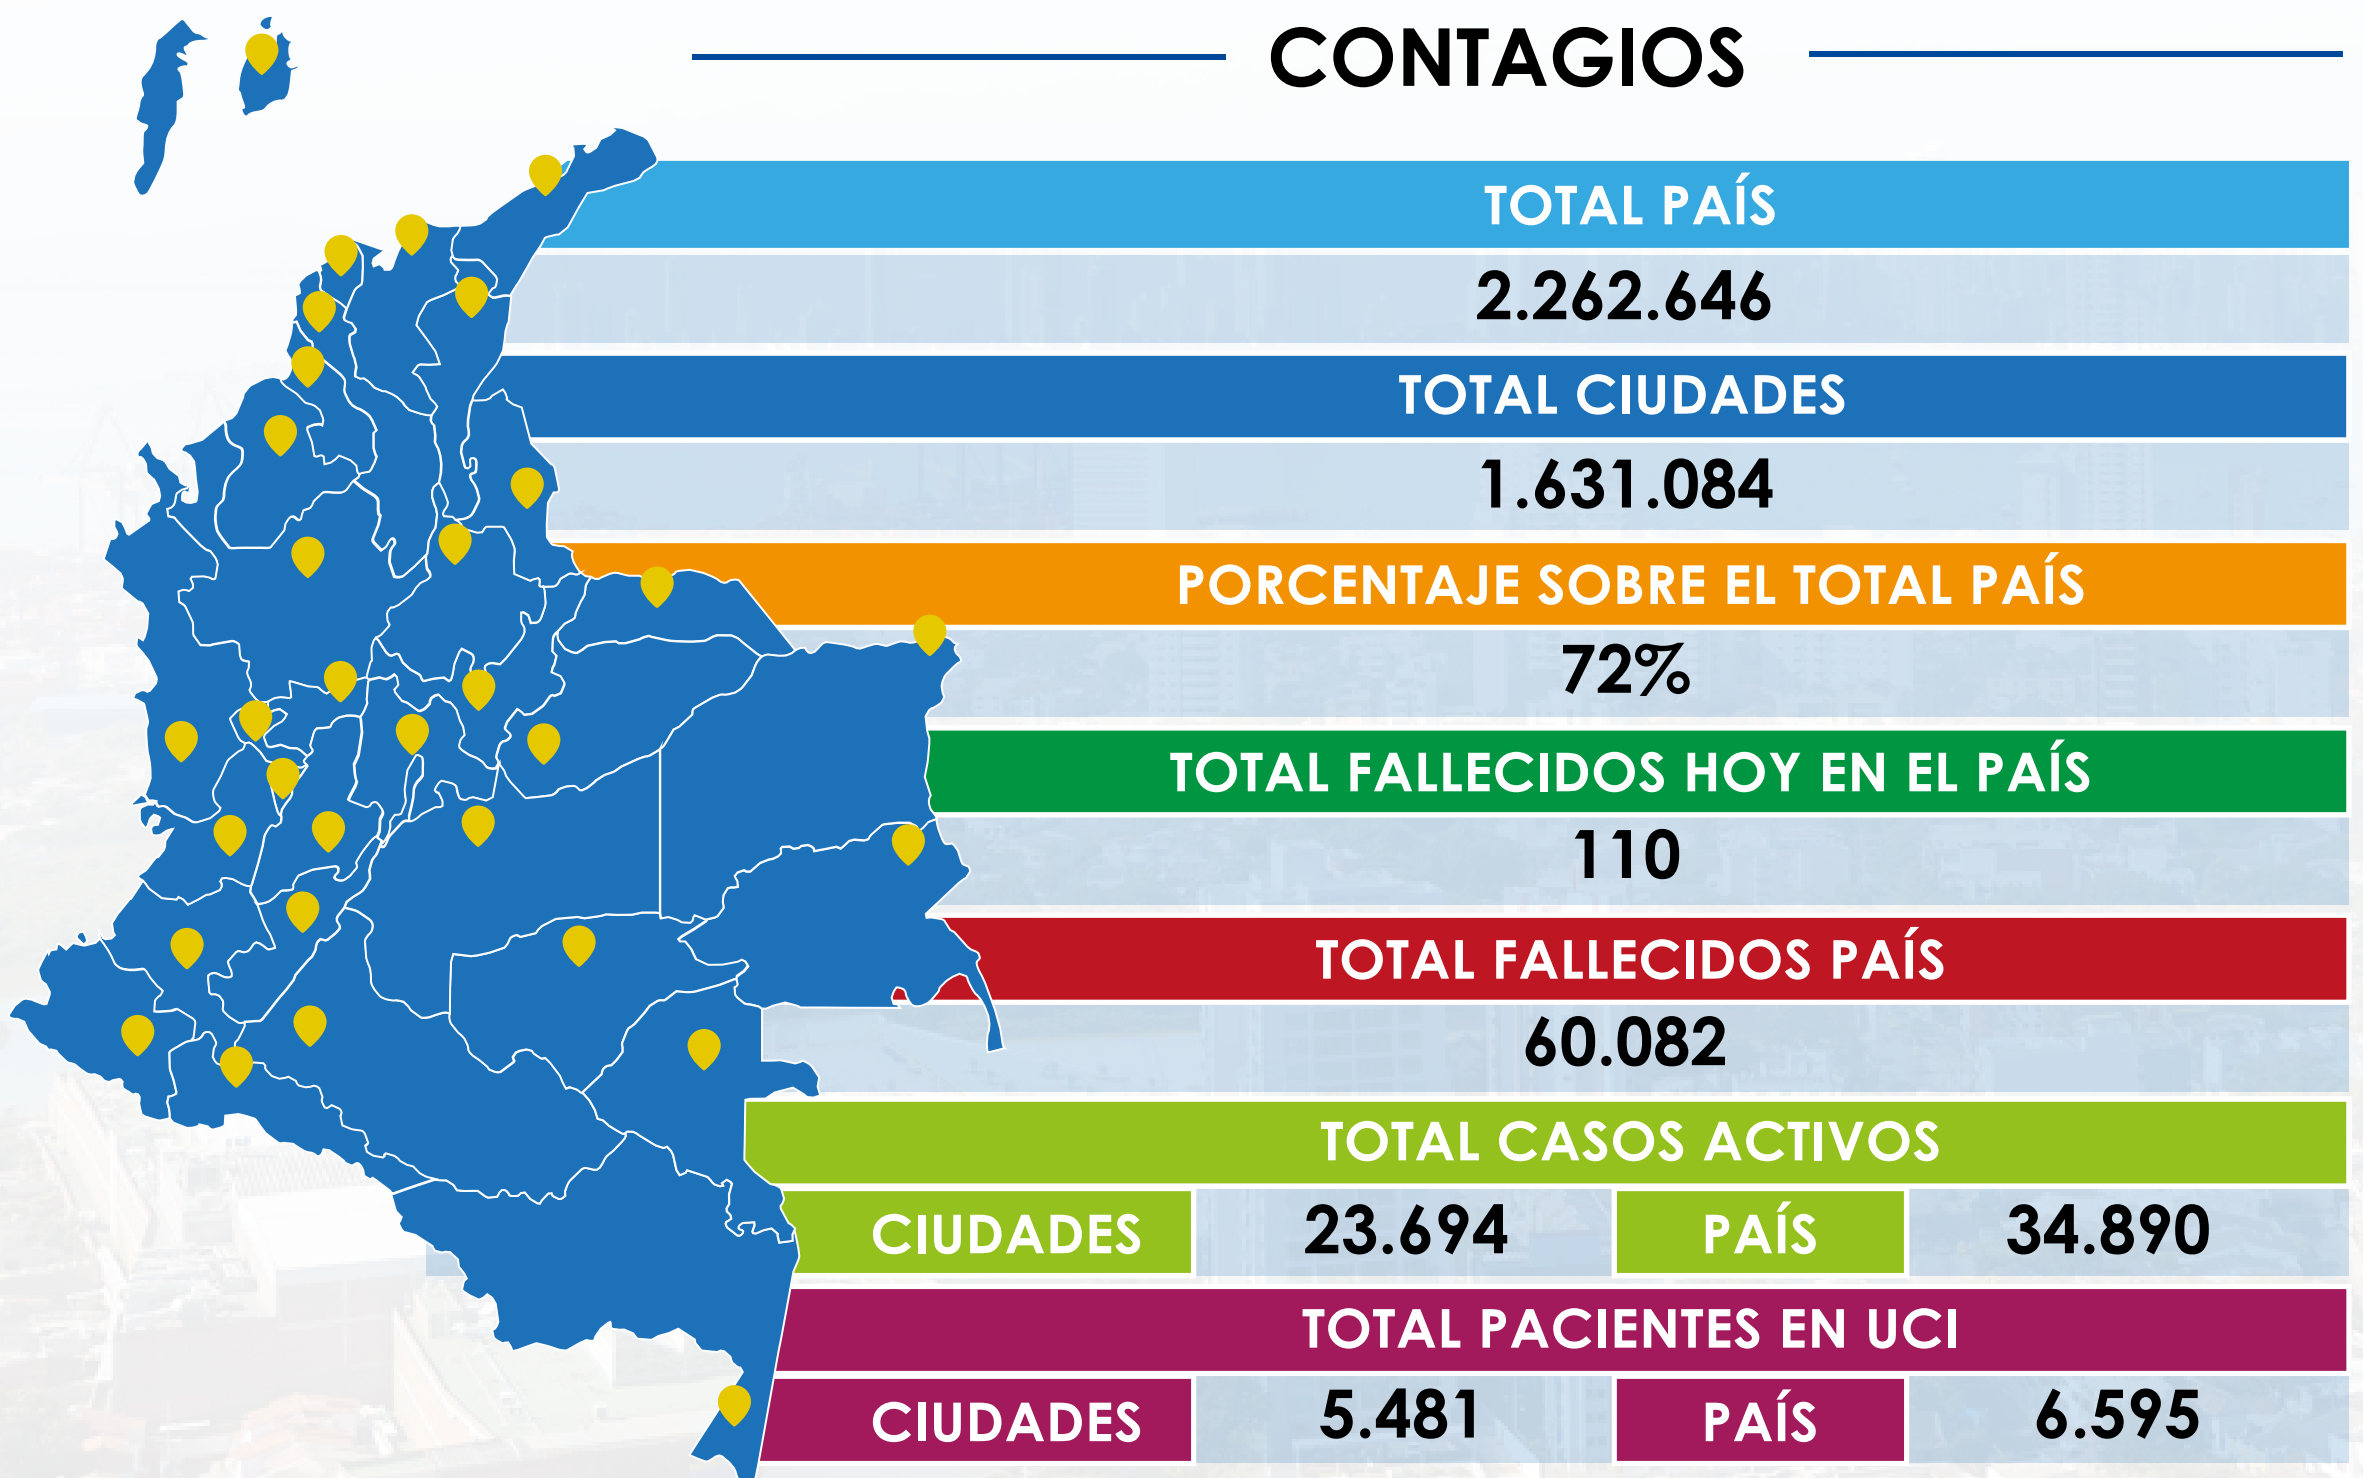 CONTAGIOS
TOTAL PAÍS
2.262.646
TOTAL CIUDADES
1.631.084
PORCENTAJE SOBRE EL TOTAL PAÍS
72%
TOTAL FALLECIDOS HOY EN EL PAÍS
110
TOTAL FALLECIDOS PAÍS
60.082
TOTAL CASOS ACTIVOS
CIUDADES 23.694 PAÍS 34.890
TOTAL PACIENTES EN UCI
CIUDADES 5.481 PAÍS 6.595